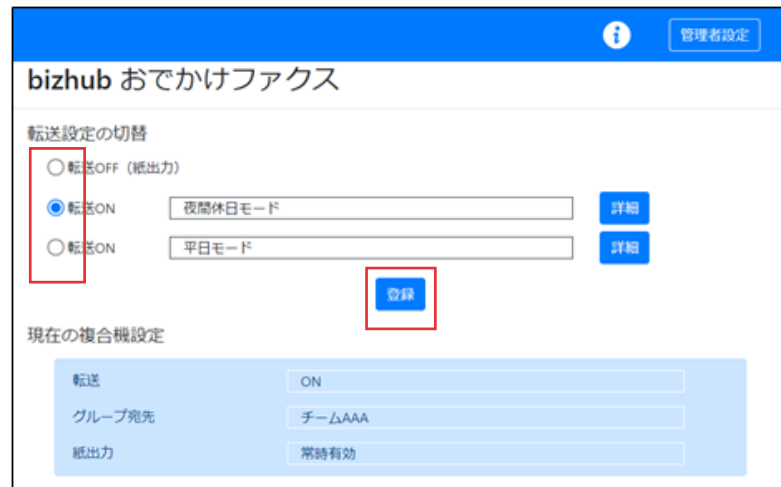 i
管理者設定
bizhub おでかけファクス
転送設定の切替
転送OFF（紙出力）
転送ON 夜間休日モード 詳細
転送ON 平日モード 詳細
登録
現在の複合機設定
転送 ON
グループ宛先 チームAAA
紙出力 常時有効